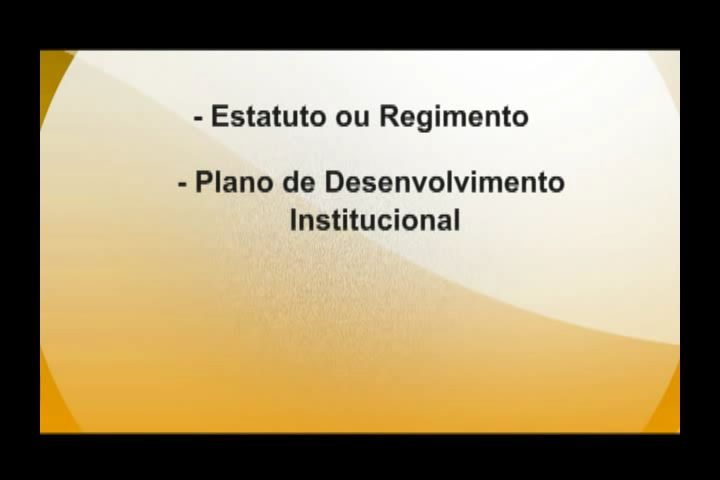 - Estatuto ou Regimento
- Plano de Desenvolvimento
Institucional